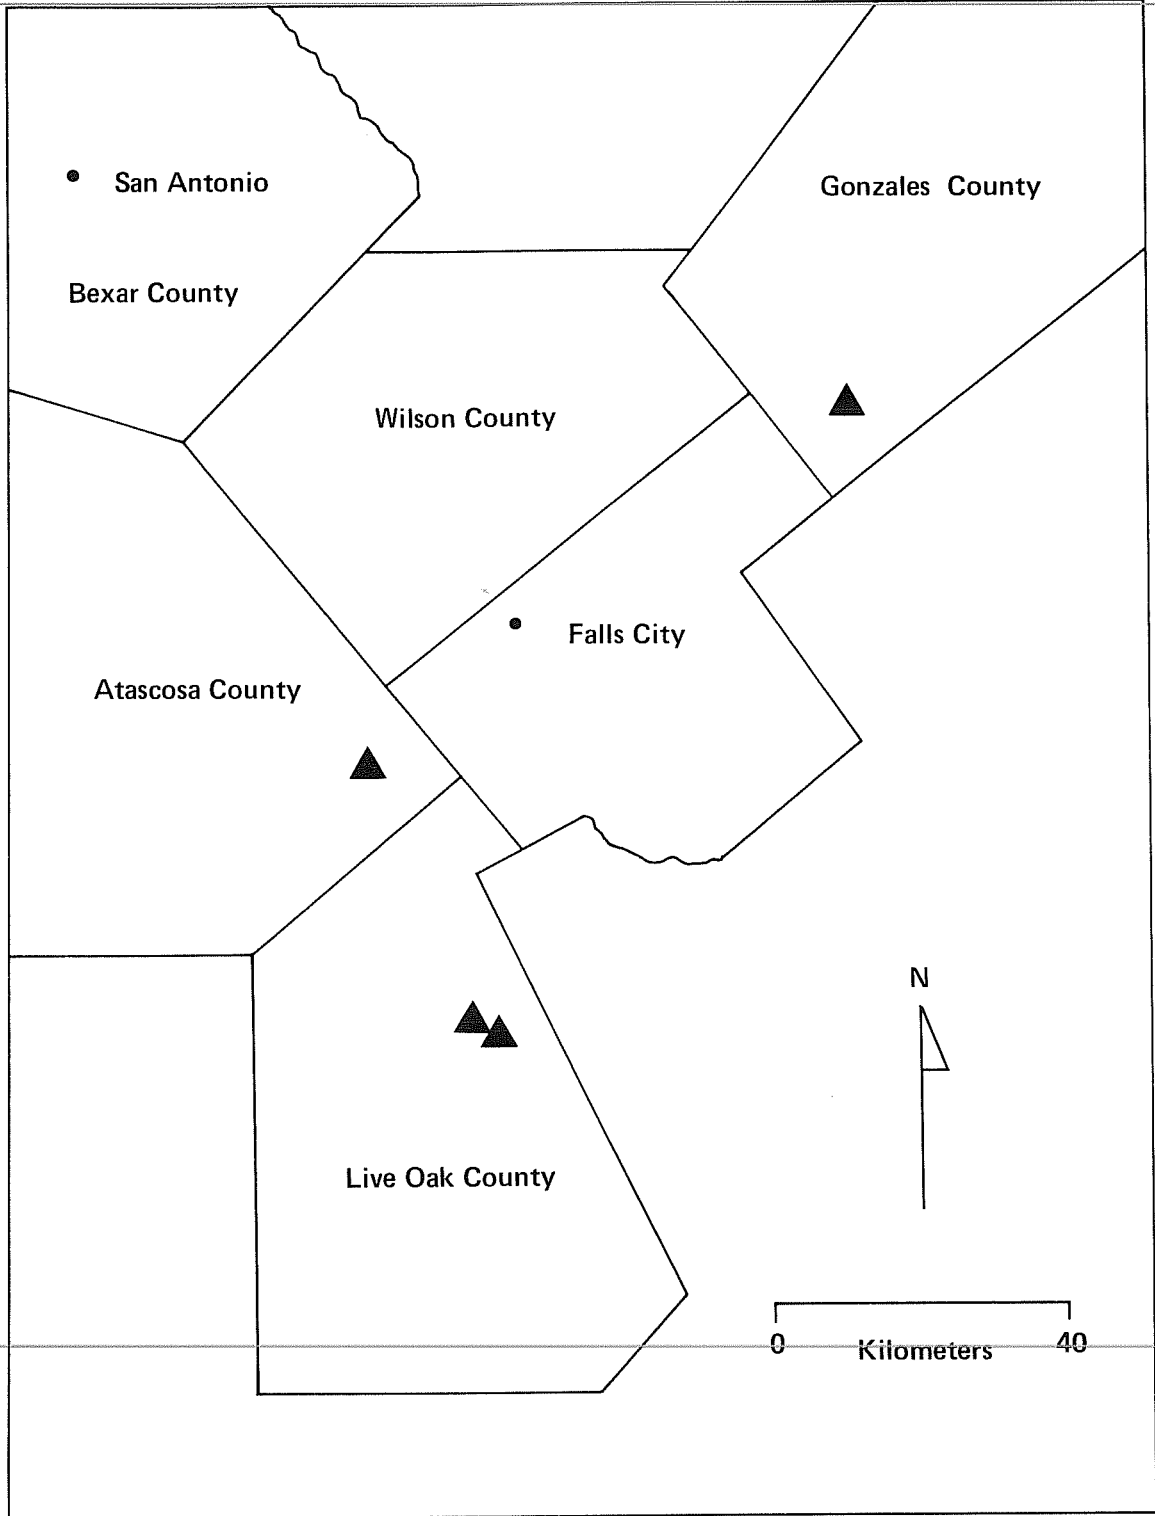 San Antonio
Gonzales County
Bexar County
Wilson County
Falls City
Atascosa County
N
Live Oak County
0 Kilometers 40